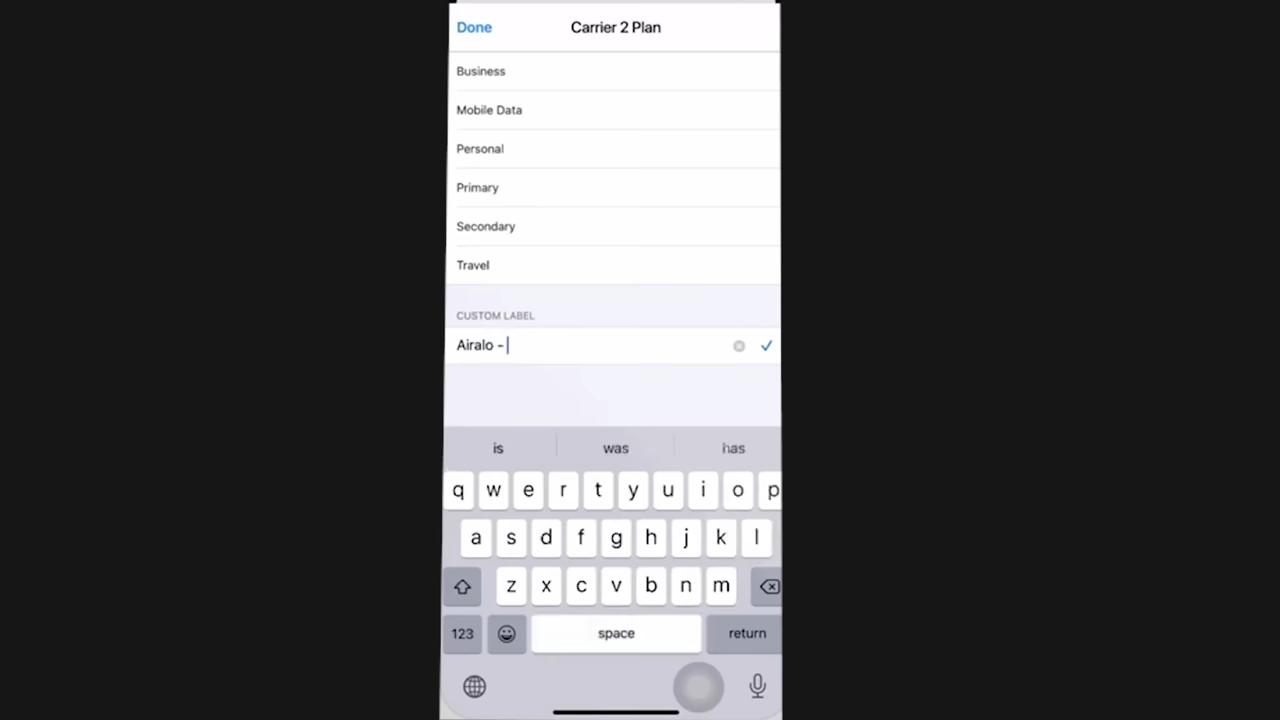 Done
Carrier 2 Plan
Business
Mobile Data
Personal
Primary
Secondary
Travel
CUSTOM LABEL
Airalo -
is was has
q w e r t y u i o p
a s d f g h j k l
z x c v b n m
123 space return